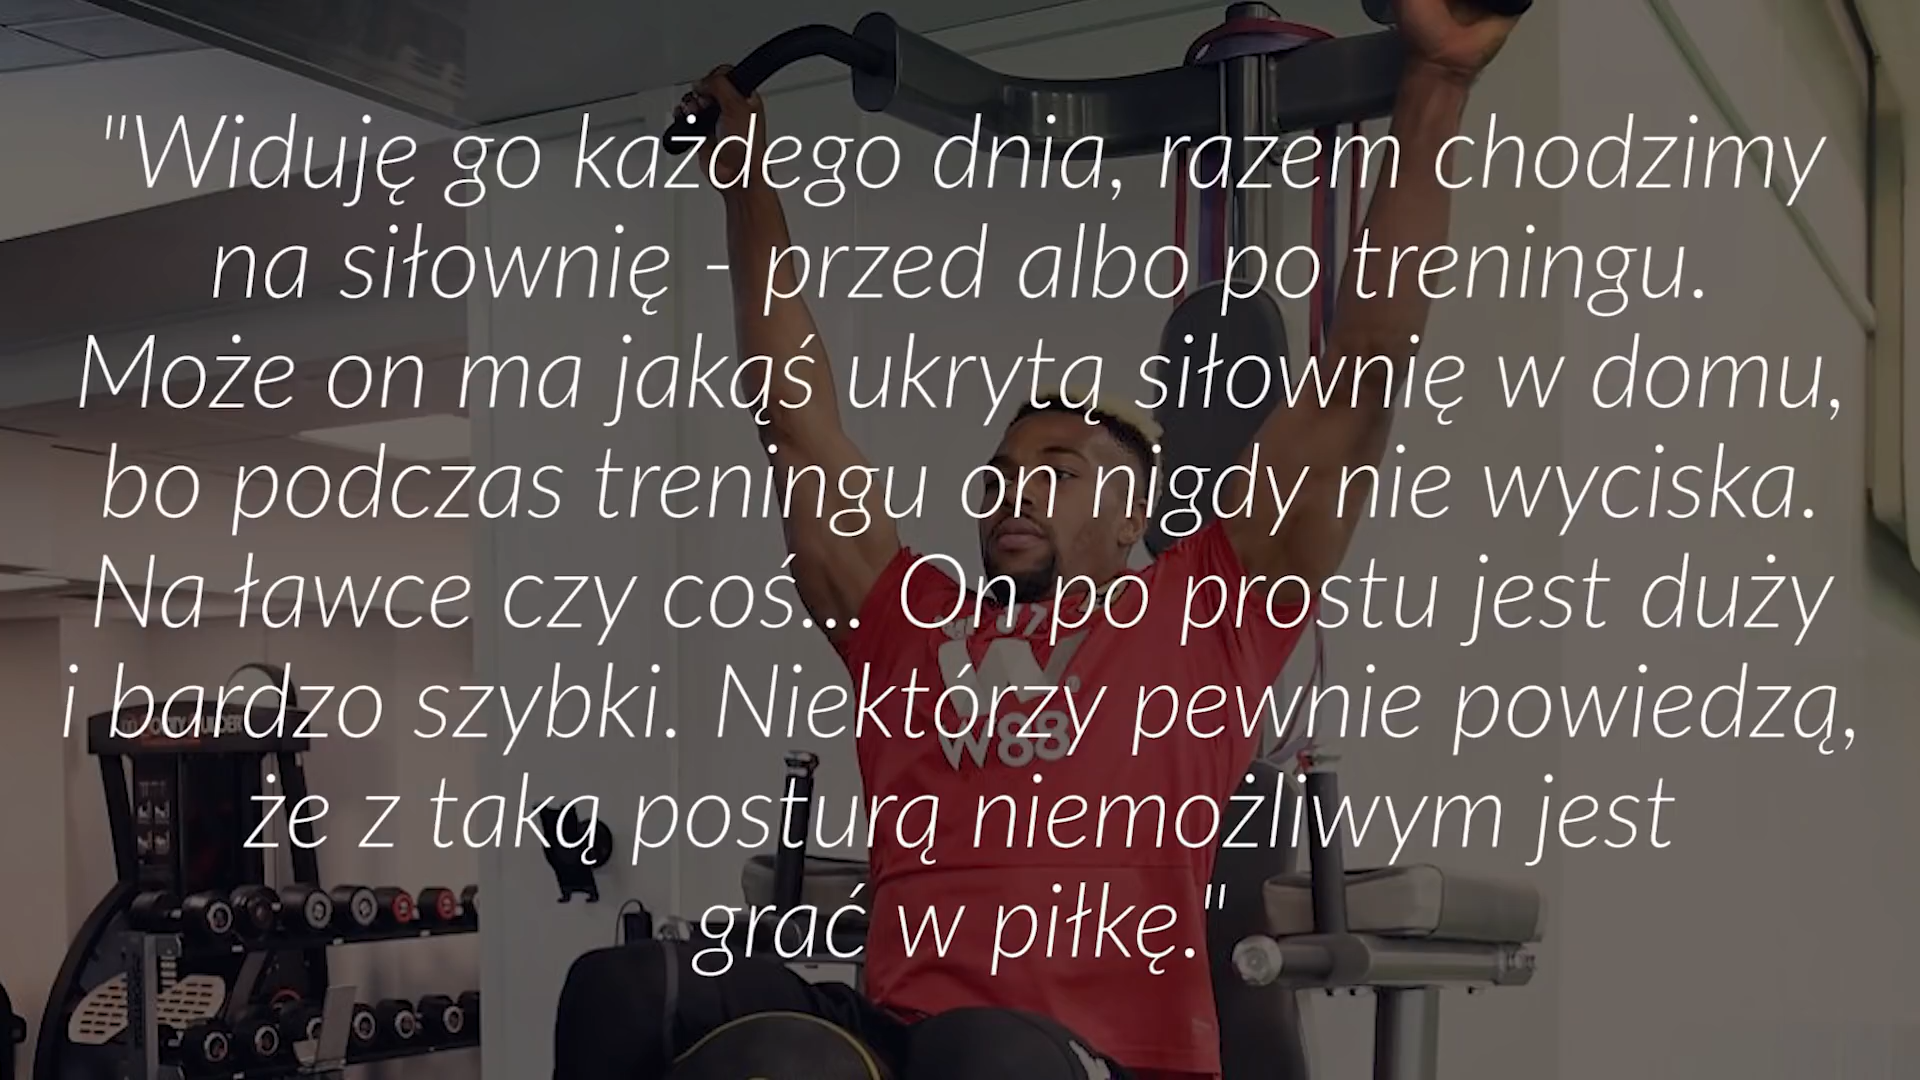 "Widuję go każdego dnia, razem chodzimy
na siłownię - przed albo po treningu.
Może on ma jakąś ukrytą siłownię w domu,
bo podczas treningu on nigdy nie wyciska.
Na ławce czy coś... On po prostu jest duży
i bardzo szybki. Niektórzy pewnie powiedzą,
że z taką posturą niemożliwym jest
grać w piłkę."
W88